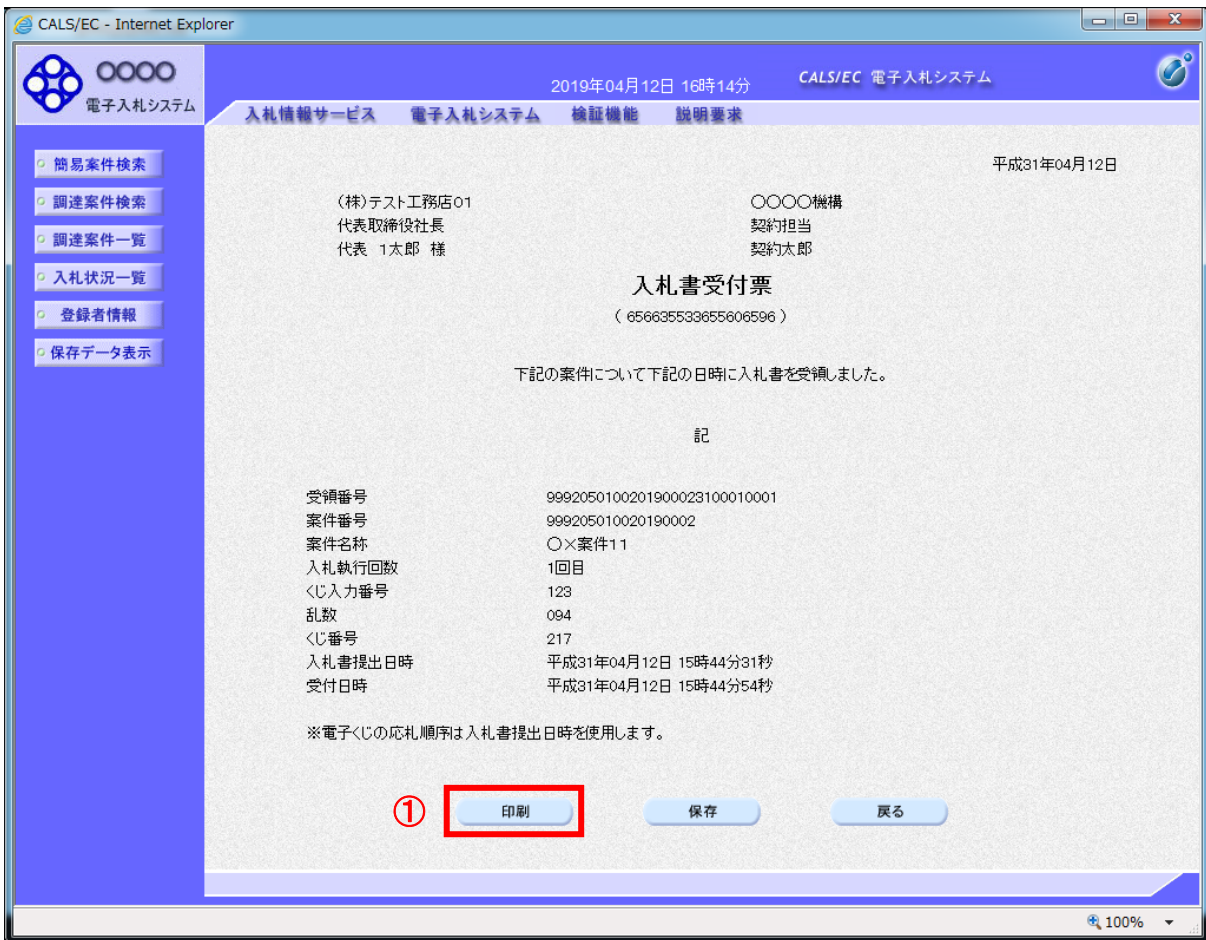 CALS/EC - Internet Explorer
〇〇〇〇
電子入札システム
2019年04月12日 16時14分
CALS/EC 電子入札システム
入札情報サービス 電子入札システム 検証機能 説明要求
簡易案件検索
調達案件検索
調達案件一覧
入札状況一覧
登録者情報
保存データ表示
平成31年04月12日
(株)テスト工務店01 〇〇〇〇機構
代表取締役社長 契約担当
代表 1太郎 様 契約太郎
入札書受付票
( 656635533655606596 )
下記の案件について下記の日時に入札書を受領しました。
記
受領番号 9992050100201900023100010001
案件番号 999205010020190002
案件名称 〇×案件11
入札執行回数 1回目
くじ入力番号 123
乱数 094
くじ番号 217
入札書提出日時 平成31年04月12日 15時44分31秒
受付日時 平成31年04月12日 15時44分54秒
※電子くじの応札順序は入札書提出日時を使用します。
① 印刷 保存 戻る
100%